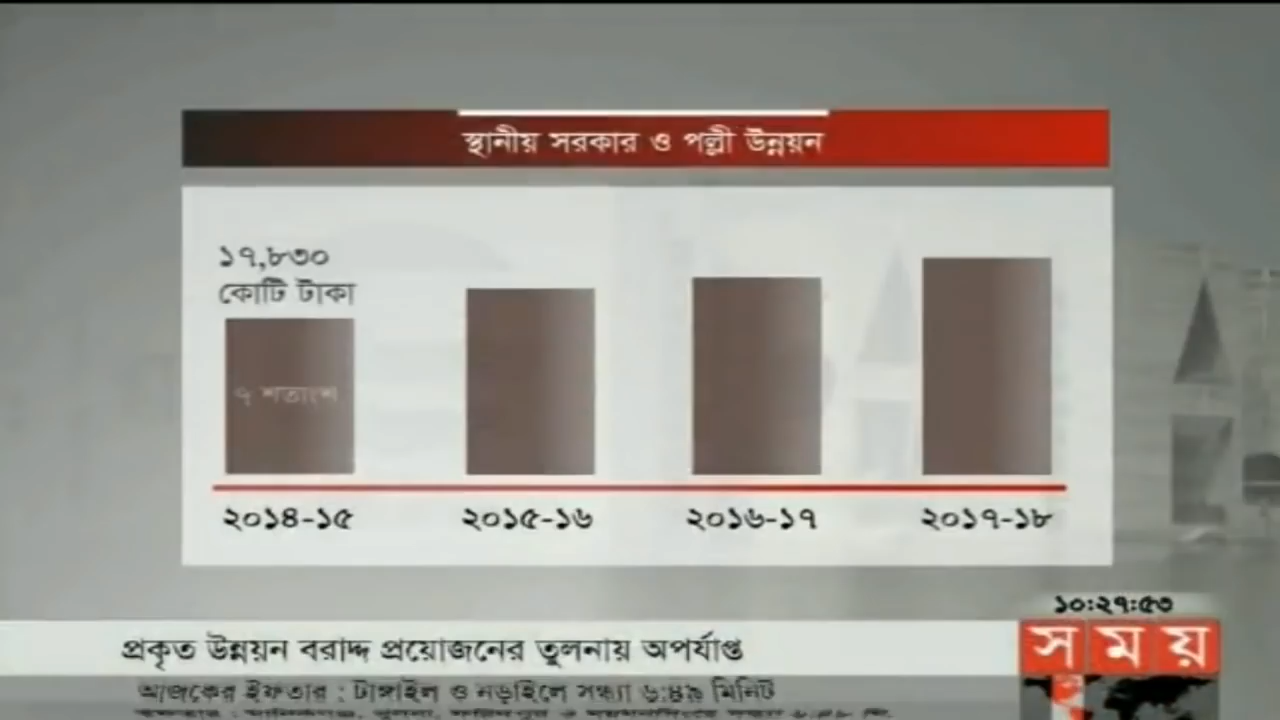 স্থানীয় সরকার ও পল্লী উন্নয়ন
১৭,৮৩০
কোটি টাকা
৭ শতাংশ
২০১৪-১৫ ২০১৫-১৬ ২০১৬-১৭ ২০১৭-১৮
১০:২৭:৫৩
সময়
প্রকৃত উন্নয়ন বরাদ্দ প্রয়োজনের তুলনায় অপর্যাপ্ত
আজকের ইফতার : টাঙ্গাইল ও নড়াইলে সন্ধ্যা ৬:৪৯ মিনিট